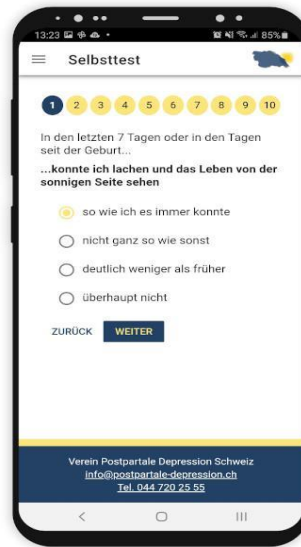 13:23
85%
Selbsttest
1 2 3 4 5 6 7 8 9 10
In den letzten 7 Tagen oder in den Tagen
seit der Geburt...
...konnte ich lachen und das Leben von der
sonnigen Seite sehen
so wie ich es immer konnte
nicht ganz so wie sonst
deutlich weniger als früher
überhaupt nicht
ZURÜCK WEITER
Verein Postpartale Depression Schweiz
info@postpartale-depression.ch
Tel. 044 720 25 55